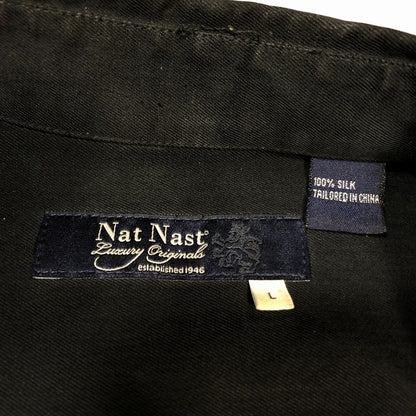 100% SILK
TAILORED IN CHINA
Nat Nast®
Luxury Originals
established 1946
L